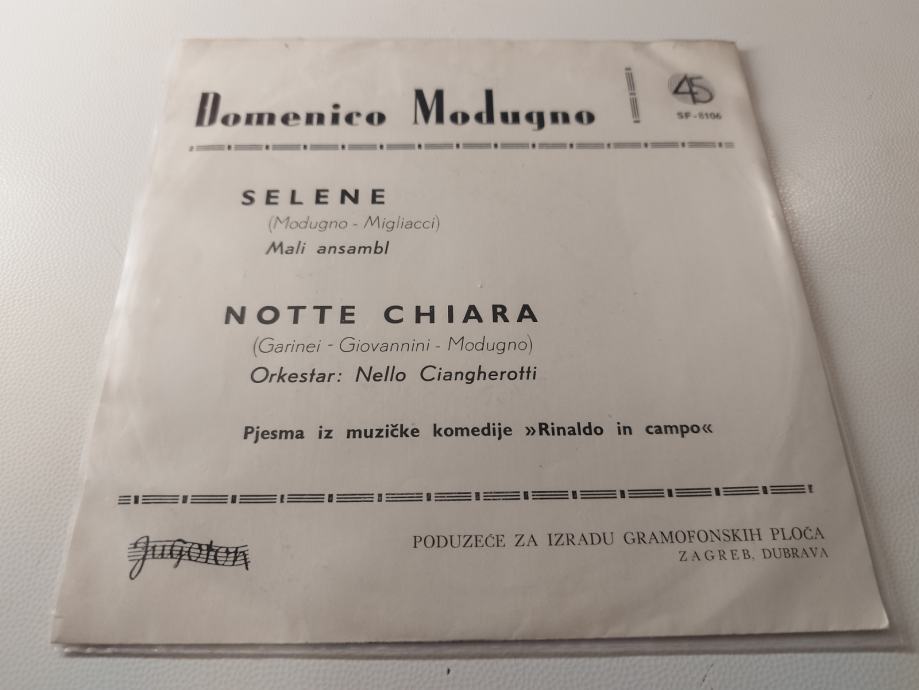 Domenico Modugno
45
SF-8106
SELENE
(Modugno - Migliacci)
Mali ansambl
NOTTE CHIARA
(Garinei - Giovannini - Modugno)
Orkestar: Nello Ciangherotti
Pjesma iz muzičke komedije »Rinaldo in campo«
Jugoton
PODUZEĆE ZA IZRADU GRAMOFONSKIH PLOČA
ZAGREB, DUBRAVA